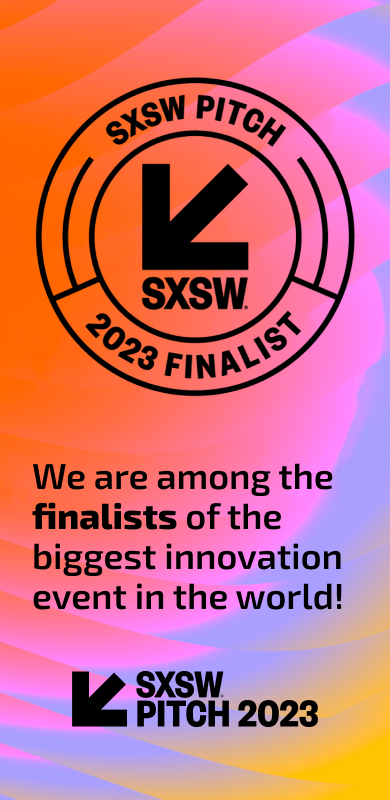 SXSW PITCH
SXSW.
2023 FINALIST
We are among the
finalists of the
biggest innovation
event in the world!
SXSW.
PITCH 2023